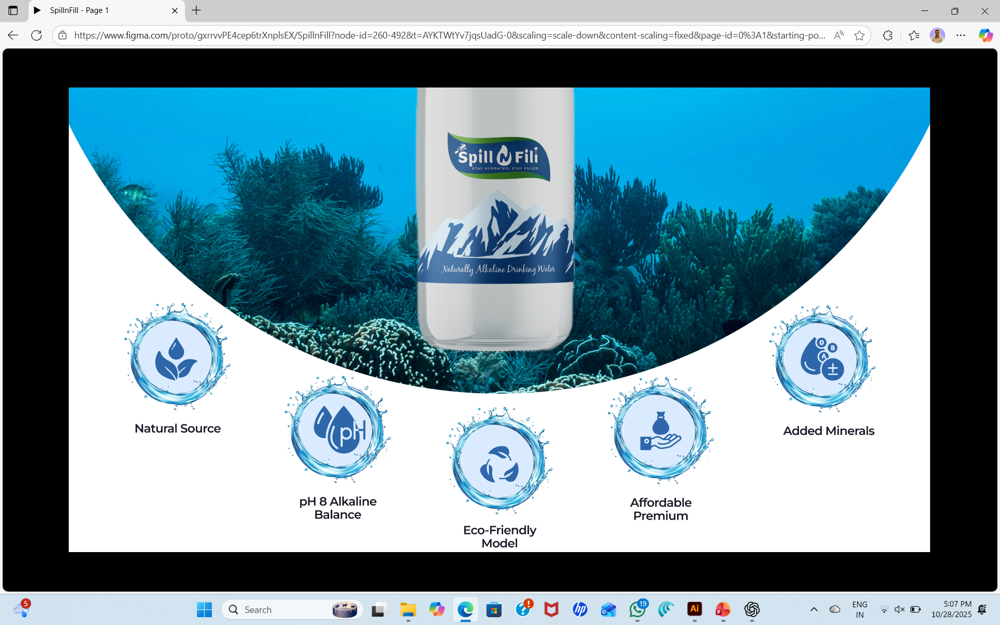 SpillnFill - Page 1
https://www.figma.com/proto/gxrrvvPE4cep6trXnplsEX/SpillnFill?node-id=260-492&t=AYKTWtYv7jqsUadG-0&scaling=scale-down&content-scaling=fixed&page-id=0%3A1&starting-po...
Spill N Fill
STAY HYDRATED, STAY FILLED
Naturally Alkaline Drinking Water
O
B
A
±
pH
Natural Source
Added Minerals
pH 8 Alkaline
Balance
Affordable
Premium
Eco-Friendly
Model
5
Search
19
Ai
P
ENG
IN
5:07 PM
10/28/2025